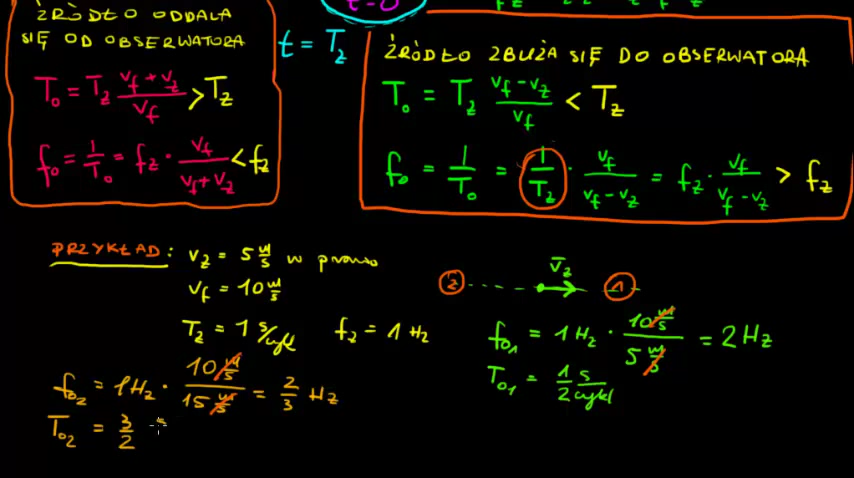 ŹRÓDŁO ODDALA
SIĘ OD OBSERWATORA
T₀ = T_z (v_f + v_z)/v_f > T_z
f₀ = 1/T₀ = f_z · v_f/(v_f + v_z) < f_z
t = 0
t = T_z
ŹRÓDŁO ZBLIŻA SIĘ DO OBSERWATORA
T₀ = T_z (v_f - v_z)/v_f < T_z
f₀ = 1/T₀ = 1/T_z · v_f/(v_f - v_z) = f_z · v_f/(v_f - v_z) > f_z
PRZYKŁAD: v_z = 5 m/s w prawo
v_f = 10 m/s
T_z = 1 s/cykl f_z = 1 Hz
2 v̄_z 1
f₀₁ = 1 Hz · (10 m/s)/(5 m/s) = 2 Hz
T₀₁ = 1/2 s/cykl
f₀₂ = 1 Hz · (10 m/s)/(15 m/s) = 2/3 Hz
T₀₂ = 3/2 s